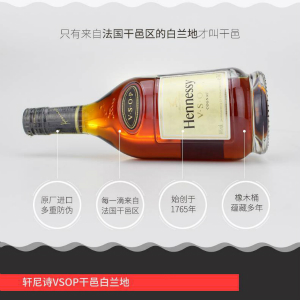 只有来自法国干邑区的白兰地才叫干邑
Hennessy
V·S·O·P
COGNAC
原厂进口
多重防伪
每一滴来自
法国干邑区
始创于
1765年
橡木桶
蕴藏多年
轩尼诗VSOP干邑白兰地